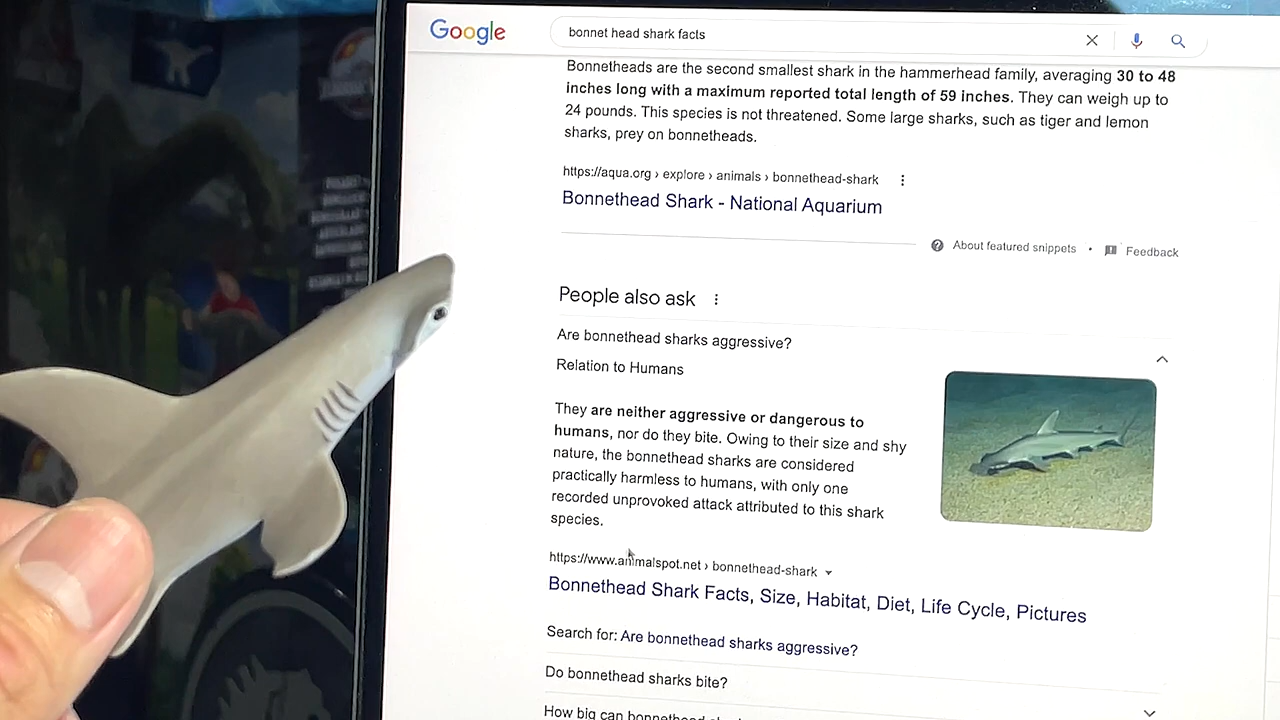 Google
bonnet head shark facts
Bonnetheads are the second smallest shark in the hammerhead family, averaging 30 to 48
inches long with a maximum reported total length of 59 inches. They can weigh up to
24 pounds. This species is not threatened. Some large sharks, such as tiger and lemon
sharks, prey on bonnetheads.
https://aqua.org › explore › animals › bonnethead-shark
Bonnethead Shark - National Aquarium
About featured snippets • Feedback
People also ask
Are bonnethead sharks aggressive?
Relation to Humans
They are neither aggressive or dangerous to
humans, nor do they bite. Owing to their size and shy
nature, the bonnethead sharks are considered
practically harmless to humans, with only one
recorded unprovoked attack attributed to this shark
species.
https://www.animalspot.net › bonnethead-shark
Bonnethead Shark Facts, Size, Habitat, Diet, Life Cycle, Pictures
Search for: Are bonnethead sharks aggressive?
Do bonnethead sharks bite?
How big can bonnethead